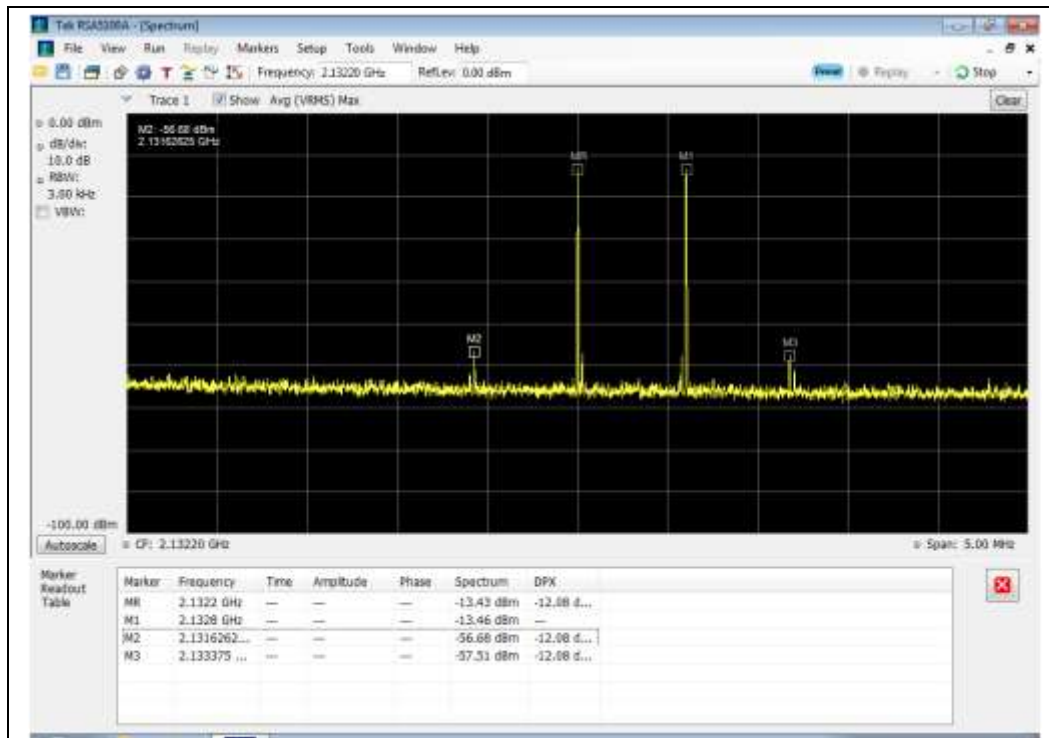 Tek RSA5100A - [Spectrum]
File View Run Replay Markers Setup Tools Window Help
Frequency: 2.13220 GHz RefLev: 0.00 dBm Preset Replay Stop
Trace 1 Show Avg (VRMS) Max Clear
0.00 dBm
dB/div:
10.0 dB
RBW:
3.00 kHz
VBW:
M2: -56.68 dBm
2.13162625 GHz
MR M1
M2 M3
-100.00 dBm
Autoscale CF: 2.13220 GHz Span: 5.00 MHz
Marker
Readout
Table
Marker Frequency Time Amplitude Phase Spectrum DPX
MR 2.1322 GHz --- --- --- -13.43 dBm -12.08 d...
M1 2.1328 GHz --- --- --- -13.46 dBm ---
M2 2.1316262... --- --- --- -56.68 dBm -12.08 d...
M3 2.133375 ... --- --- --- -57.51 dBm -12.08 d...